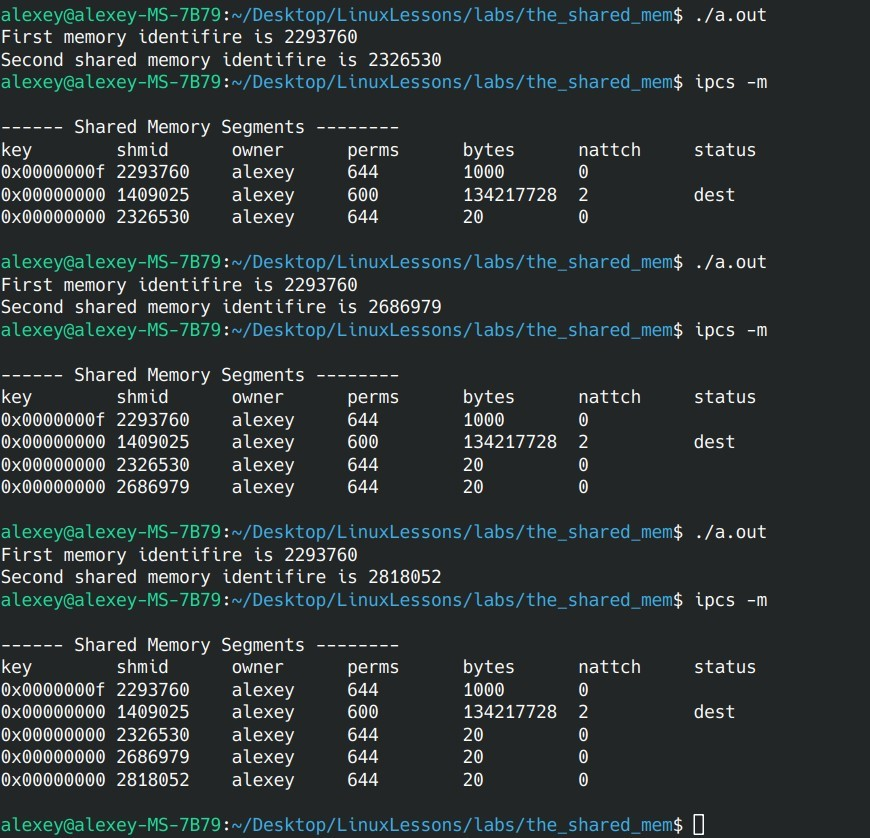 alexey@alexey-MS-7B79:~/Desktop/LinuxLessons/labs/the_shared_mem$ ./a.out
First memory identifire is 2293760
Second shared memory identifire is 2326530
alexey@alexey-MS-7B79:~/Desktop/LinuxLessons/labs/the_shared_mem$ ipcs -m
------ Shared Memory Segments --------
key shmid owner perms bytes nattch status
0x0000000f 2293760 alexey 644 1000 0
0x00000000 1409025 alexey 600 134217728 2 dest
0x00000000 2326530 alexey 644 20 0
alexey@alexey-MS-7B79:~/Desktop/LinuxLessons/labs/the_shared_mem$ ./a.out
First memory identifire is 2293760
Second shared memory identifire is 2686979
alexey@alexey-MS-7B79:~/Desktop/LinuxLessons/labs/the_shared_mem$ ipcs -m
------ Shared Memory Segments --------
key shmid owner perms bytes nattch status
0x0000000f 2293760 alexey 644 1000 0
0x00000000 1409025 alexey 600 134217728 2 dest
0x00000000 2326530 alexey 644 20 0
0x00000000 2686979 alexey 644 20 0
alexey@alexey-MS-7B79:~/Desktop/LinuxLessons/labs/the_shared_mem$ ./a.out
First memory identifire is 2293760
Second shared memory identifire is 2818052
alexey@alexey-MS-7B79:~/Desktop/LinuxLessons/labs/the_shared_mem$ ipcs -m
------ Shared Memory Segments --------
key shmid owner perms bytes nattch status
0x0000000f 2293760 alexey 644 1000 0
0x00000000 1409025 alexey 600 134217728 2 dest
0x00000000 2326530 alexey 644 20 0
0x00000000 2686979 alexey 644 20 0
0x00000000 2818052 alexey 644 20 0
alexey@alexey-MS-7B79:~/Desktop/LinuxLessons/labs/the_shared_mem$